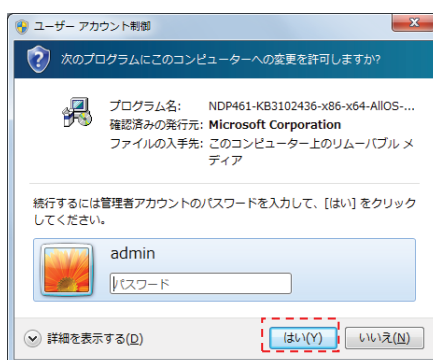 ユーザー アカウント制御
次のプログラムにこのコンピューターへの変更を許可しますか?
プログラム名: NDP461-KB3102436-x86-x64-AllOS-...
確認済みの発行元: Microsoft Corporation
ファイルの入手先: このコンピューター上のリムーバブル メ
ディア
続行するには管理者アカウントのパスワードを入力して、[はい] をクリック
してください。
admin
パスワード
詳細を表示する(D)
はい(Y)
いいえ(N)